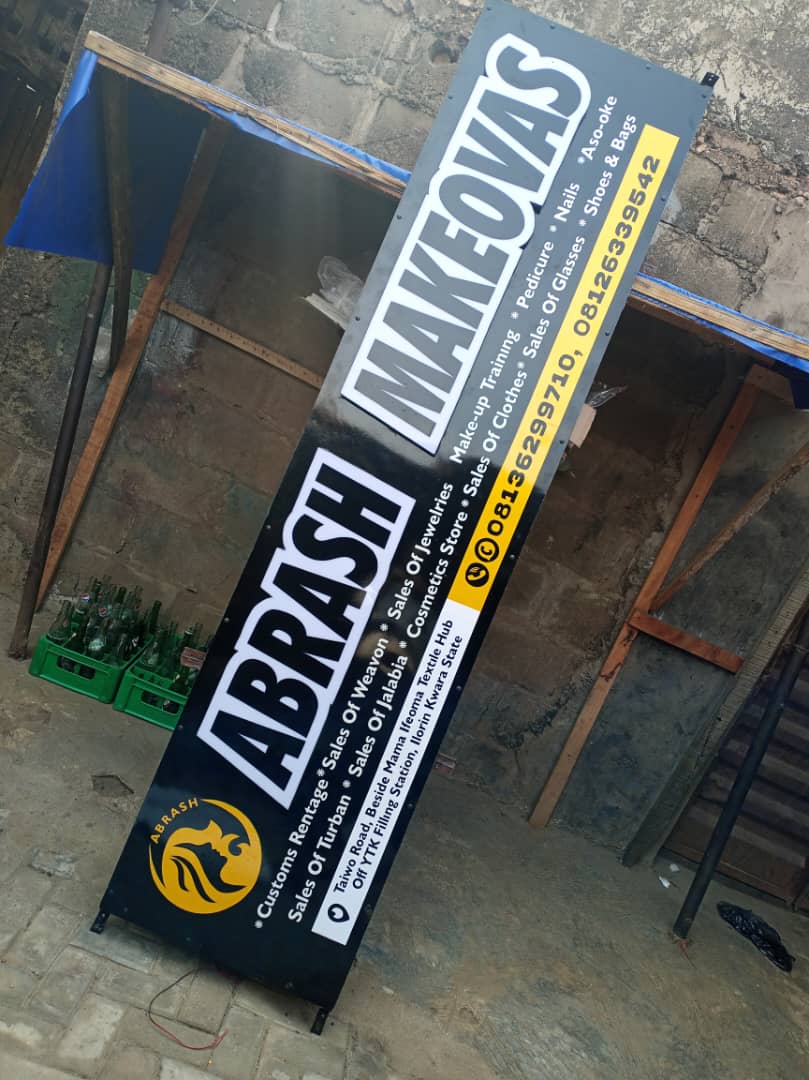 ABRASH
ABRASH MAKEOVAS
*Customs Rentage *Sales Of Weavon * Sales Of Jewelries Make-up Training * Pedicure * Nails *Aso-oke
Sales Of Turban * Sales Of Jalabia * Cosmetics Store * Sales Of Clothes * Sales Of Glasses * Shoes & Bags
Taiwo Road, Beside Mama Ifeoma Textile Hub
Off YTK Filling Station, Ilorin Kwara State
08136299710, 08126339542